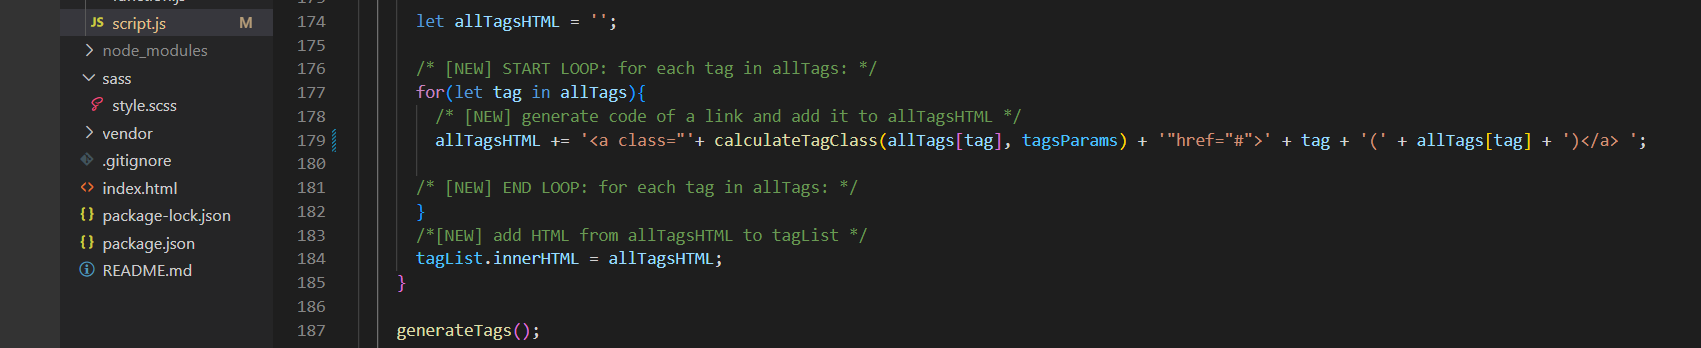 JS script.js M
node_modules
sass
style.scss
vendor
.gitignore
index.html
package-lock.json
package.json
README.md
174 let allTagsHTML = '';
175
176 /* [NEW] START LOOP: for each tag in allTags: */
177 for(let tag in allTags){
178 /* [NEW] generate code of a link and add it to allTagsHTML */
179 allTagsHTML += '<a class="'+ calculateTagClass(allTags[tag], tagsParams) + '"href="#">' + tag + '(' + allTags[tag] + ')</a> ';
180
181 /* [NEW] END LOOP: for each tag in allTags: */
182 }
183 /*[NEW] add HTML from allTagsHTML to tagList */
184 tagList.innerHTML = allTagsHTML;
185 }
186
187 generateTags();